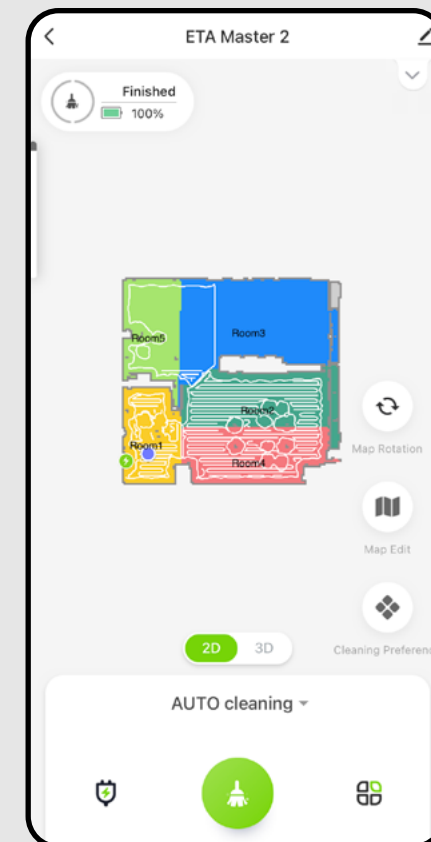 ETA Master 2
Finished
100%
Room5
Room3
Room2
Room1
Room4
Map Rotation
Map Edit
2D 3D
Cleaning Preferenc
AUTO cleaning